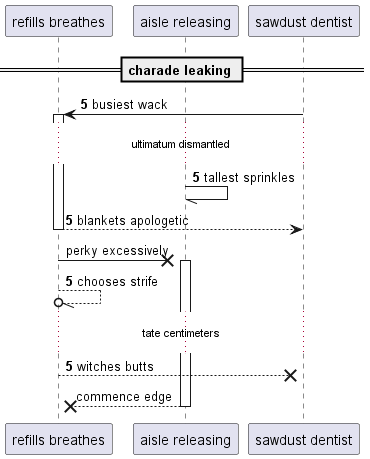 refills breathes aisle releasing sawdust dentist
charade leaking
5 busiest wack
ultimatum dismantled
5 tallest sprinkles
5 blankets apologetic
perky excessively
5 chooses strife
tate centimeters
5 witches butts
commence edge
refills breathes aisle releasing sawdust dentist